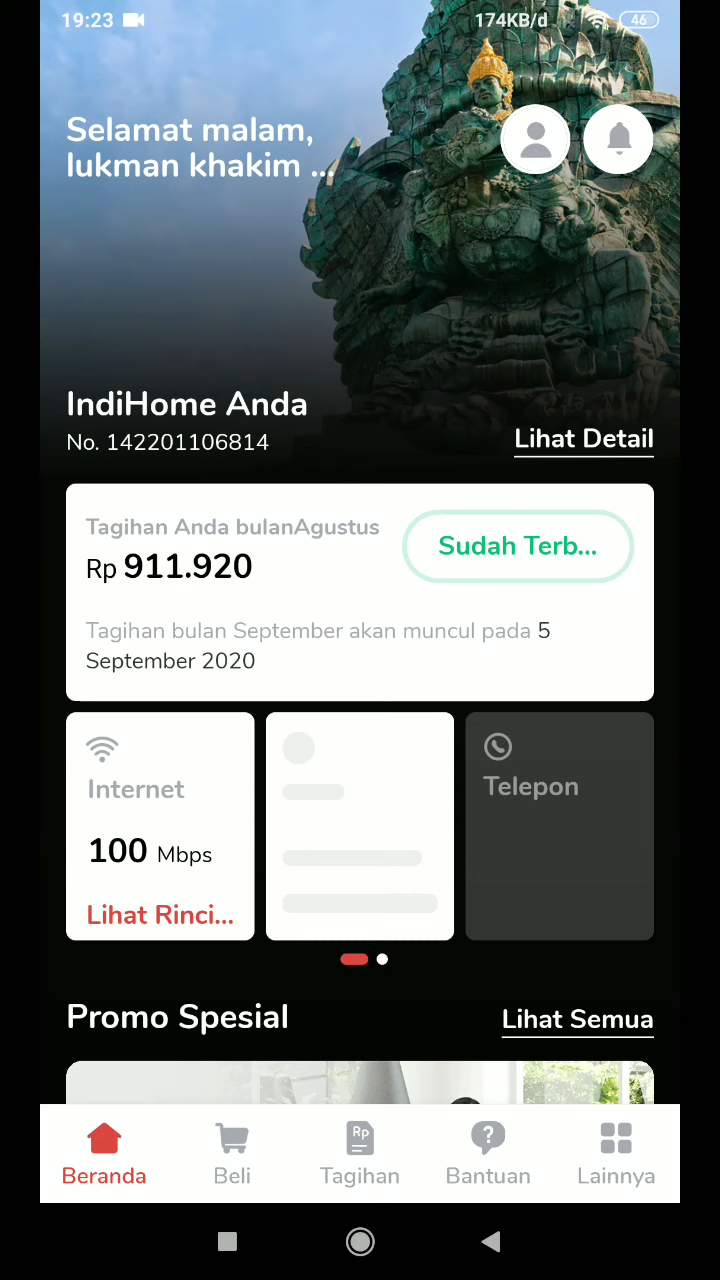 19:23
174KB/d
46
Selamat malam,
lukman khakim ...
IndiHome Anda
No. 142201106814
Lihat Detail
Tagihan Anda bulanAgustus
Rp 911.920
Sudah Terb...
Tagihan bulan September akan muncul pada 5
September 2020
Internet
100 Mbps
Lihat Rinci...
Telepon
Promo Spesial
Lihat Semua
Rp
?
Beranda
Beli
Tagihan
Bantuan
Lainnya